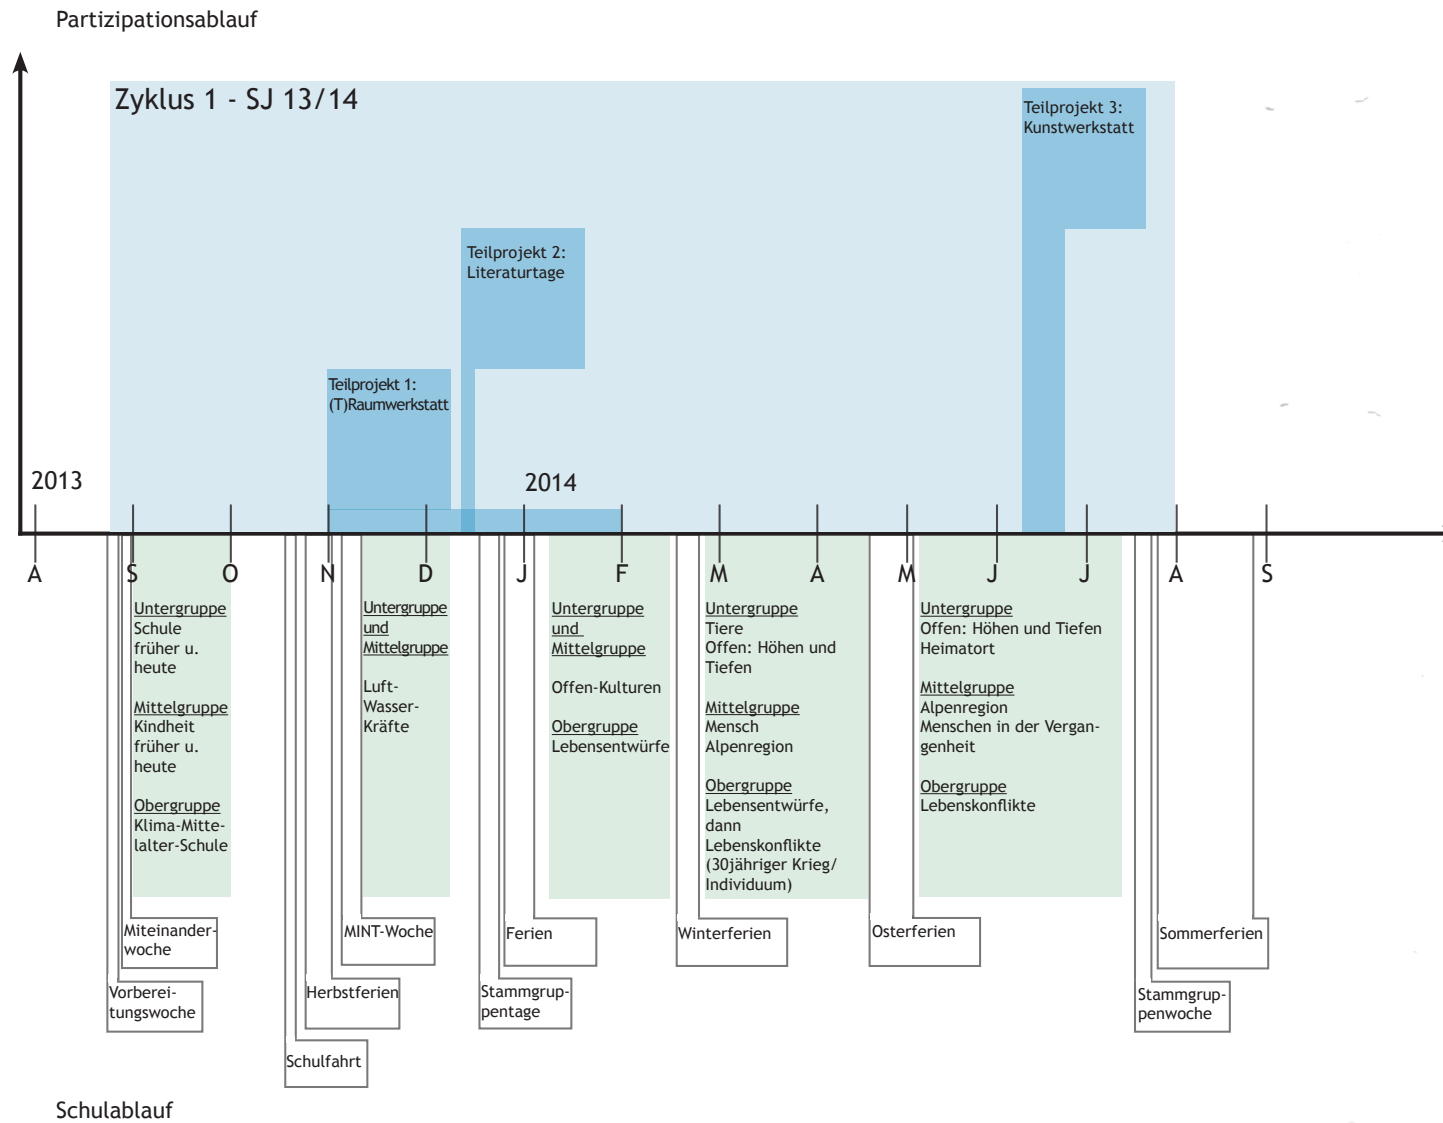 Partizipationsablauf
Zyklus 1 - SJ 13/14
Teilprojekt 3:
Kunstwerkstatt
Teilprojekt 2:
Literaturtage
Teilprojekt 1:
(T)Raumwerkstatt
2013
2014
A S O N D J F M A M J J A S
Untergruppe
Schule
früher u.
heute
Mittelgruppe
Kindheit
früher u.
heute
Obergruppe
Klima-Mitte-
lalter-Schule
Untergruppe
und
Mittelgruppe
Luft-
Wasser-
Kräfte
Untergruppe
und
Mittelgruppe
Offen-Kulturen
Obergruppe
Lebensentwürfe
Untergruppe
Tiere
Offen: Höhen und
Tiefen
Mittelgruppe
Mensch
Alpenregion
Obergruppe
Lebensentwürfe,
dann
Lebenskonflikte
(30jähriger Krieg/
Individuum)
Untergruppe
Offen: Höhen und Tiefen
Heimatort
Mittelgruppe
Alpenregion
Menschen in der Vergan-
genheit
Obergruppe
Lebenskonflikte
Miteinander-
woche
MINT-Woche
Ferien
Winterferien
Osterferien
Sommerferien
Vorberei-
tungswoche
Herbstferien
Stammgrup-
pentage
Stammgrup-
penwoche
Schulfahrt
Schulablauf